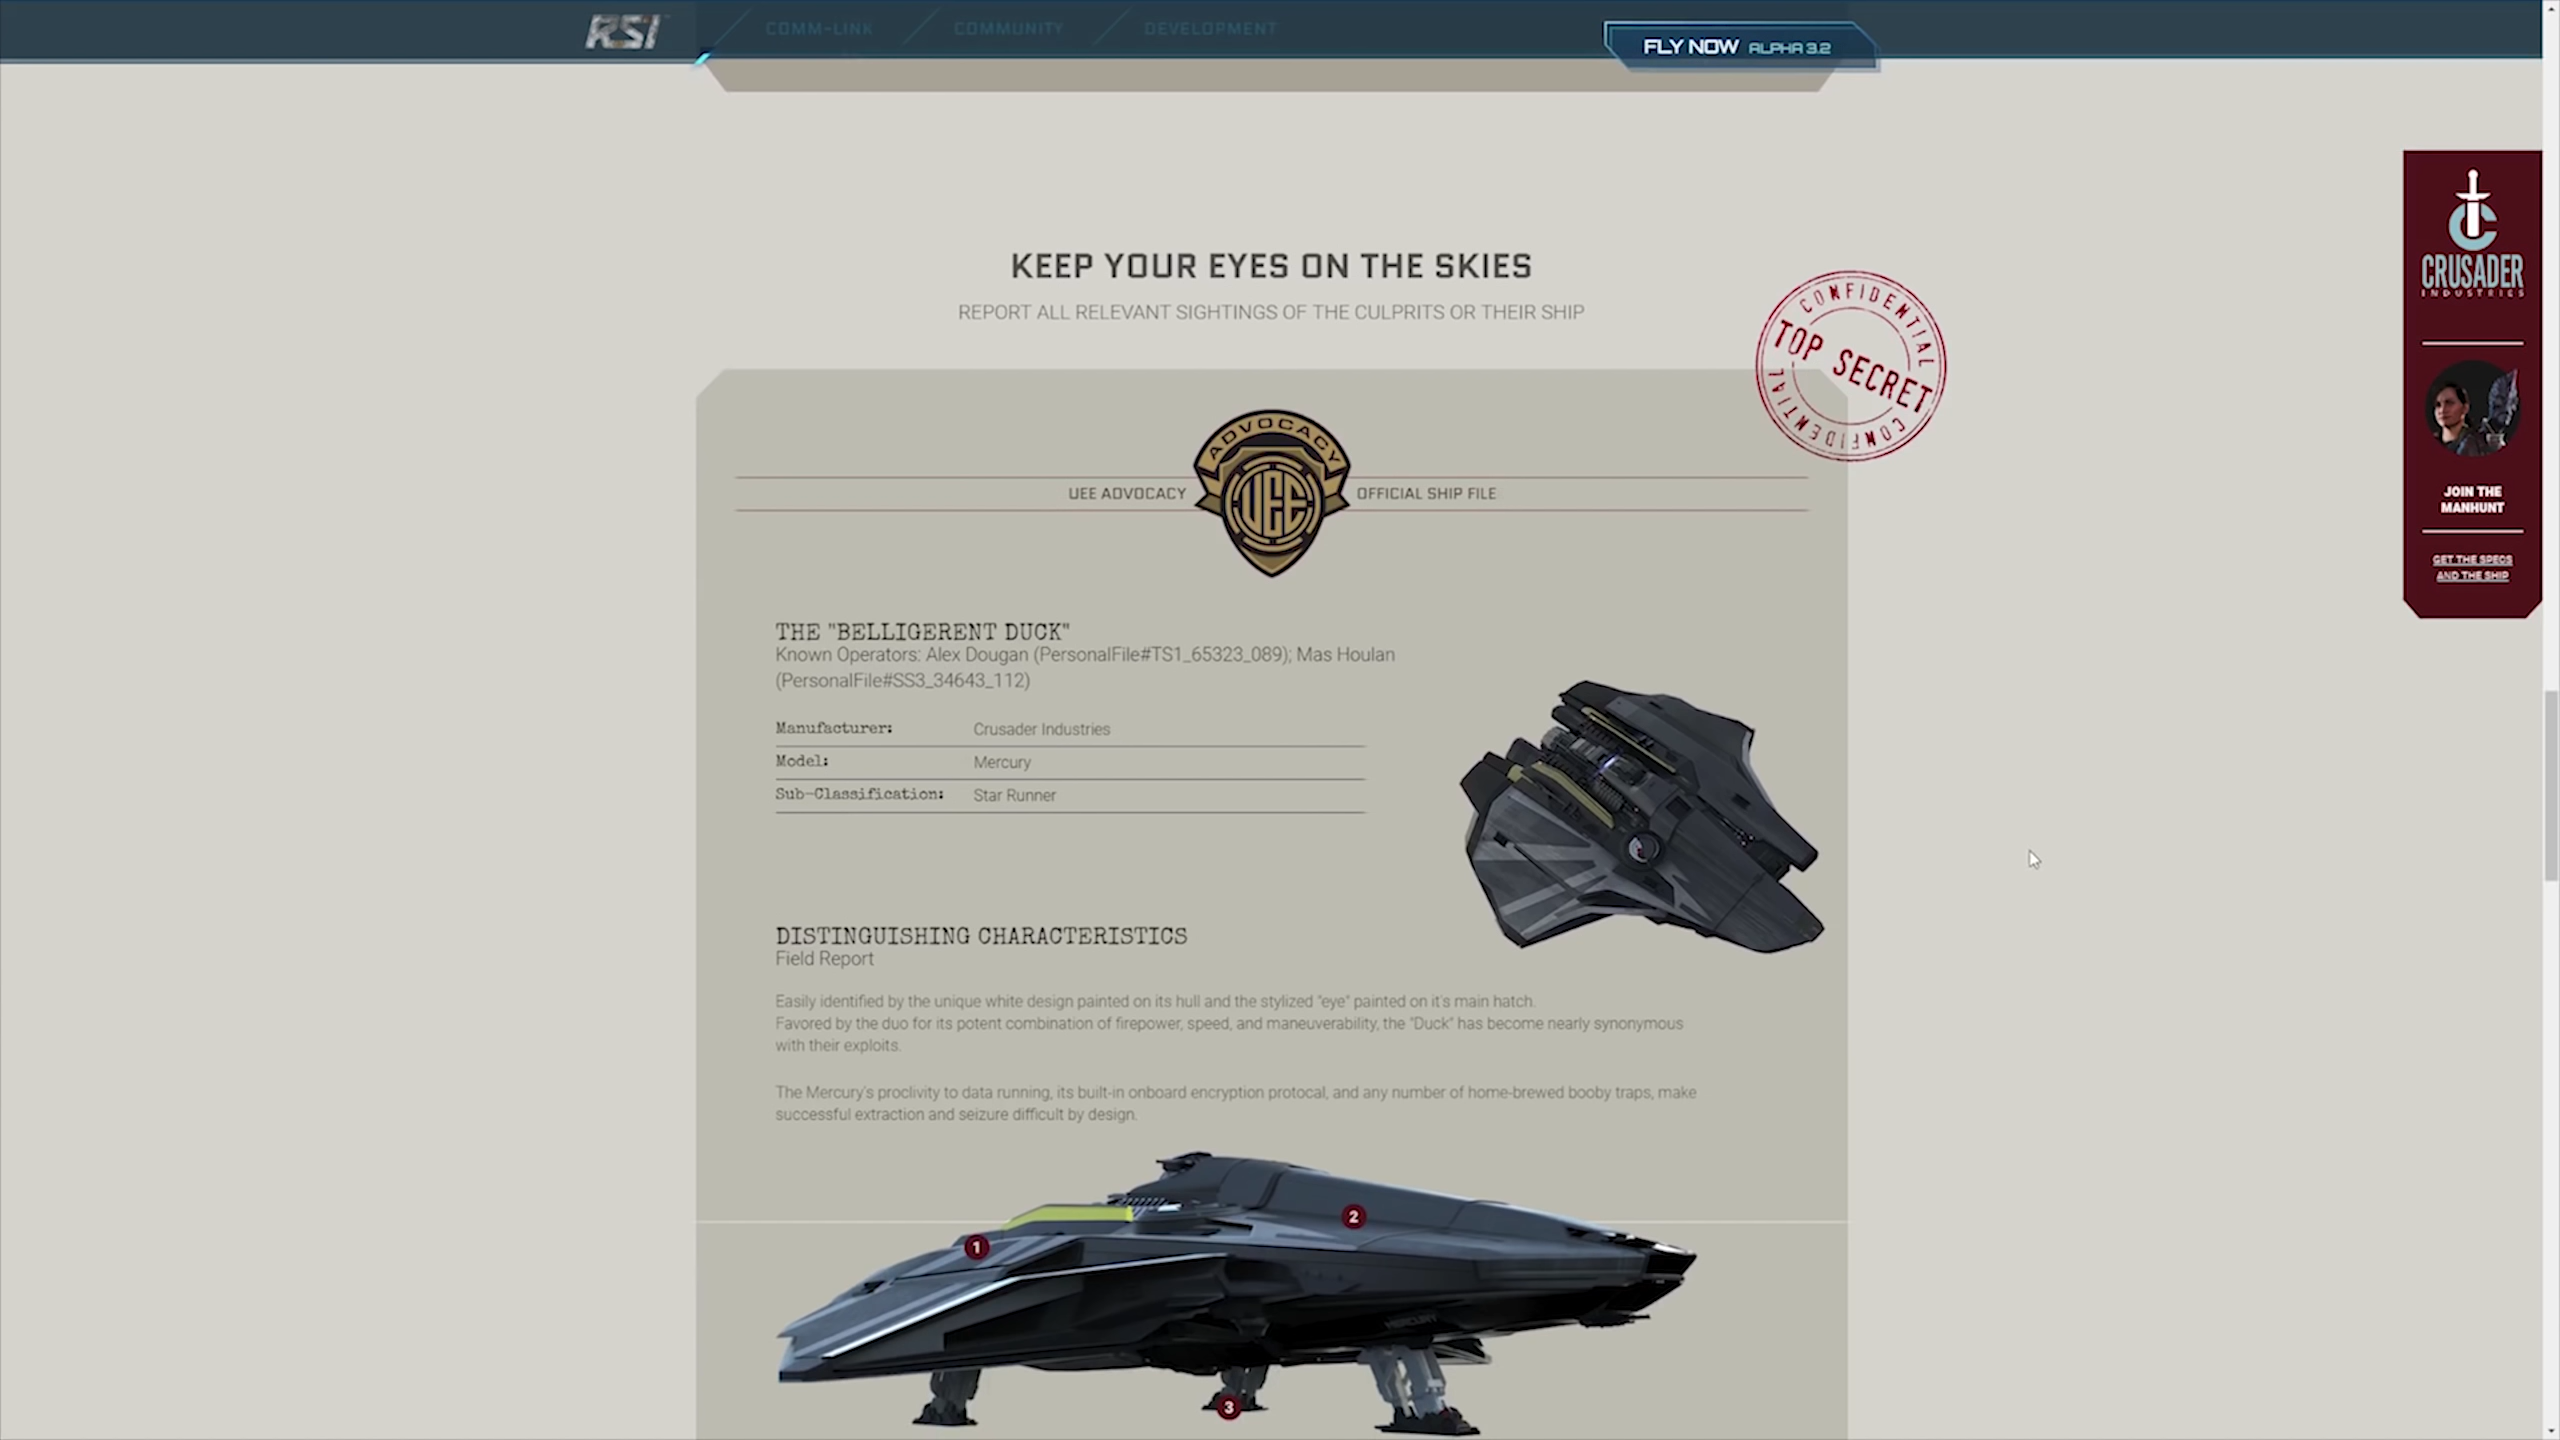 RSI
COMM-LINK
COMMUNITY
DEVELOPMENT
FLY NOW ALPHA 3.2
KEEP YOUR EYES ON THE SKIES
REPORT ALL RELEVANT SIGHTINGS OF THE CULPRITS OR THEIR SHIP
CONFIDENTIAL
TOP SECRET
CONFIDENTIAL
CRUSADER
INDUSTRIES
JOIN THE
MANHUNT
GET THE SPECS
AND THE SHIP
ADVOCACY
UEE ADVOCACY
UEE
OFFICIAL SHIP FILE
THE "BELLIGERENT DUCK"
Known Operators: Alex Dougan (PersonalFile#TS1_65323_089); Mas Houlan
(PersonalFile#SS3_34643_112)
Manufacturer: Crusader Industries
Model: Mercury
Sub-Classification: Star Runner
DISTINGUISHING CHARACTERISTICS
Field Report
Easily identified by the unique white design painted on its hull and the stylized "eye" painted on it's main hatch.
Favored by the duo for its potent combination of firepower, speed, and maneuverability, the "Duck" has become nearly synonymous
with their exploits.
The Mercury's proclivity to data running, its built-in onboard encryption protocal, and any number of home-brewed booby traps, make
successful extraction and seizure difficult by design.
1
2
MERCURY
3